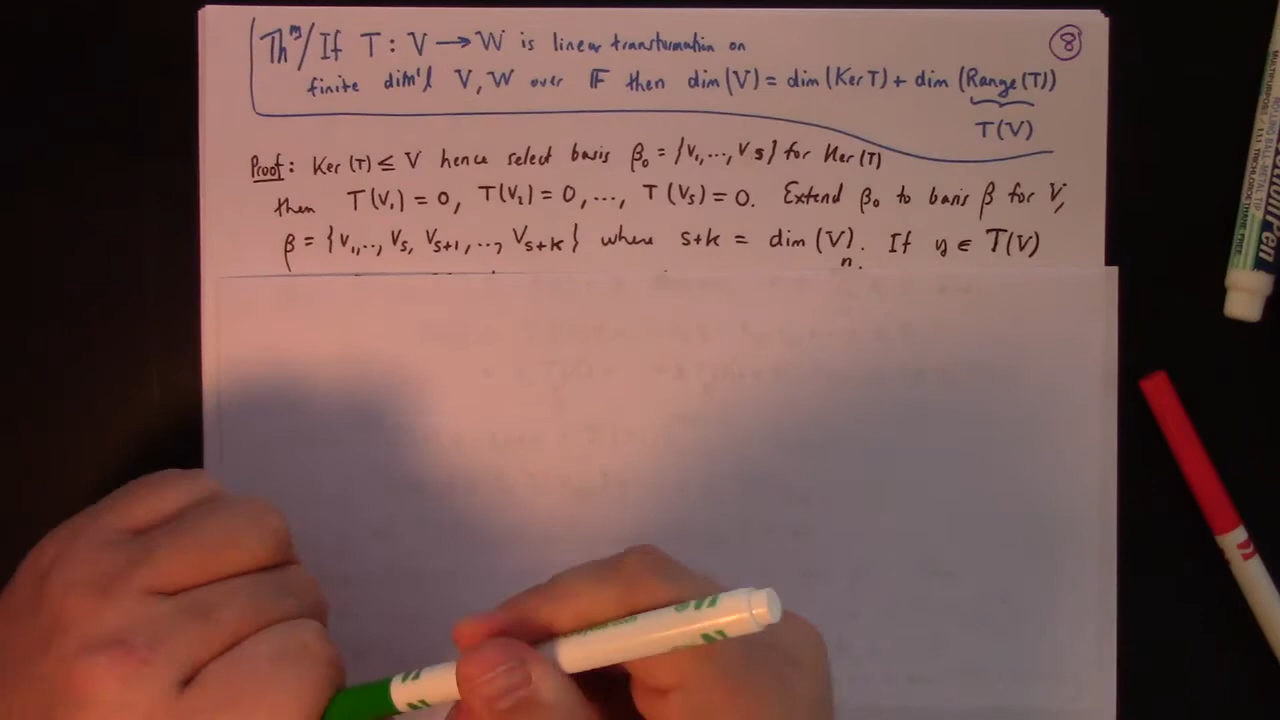 Thᵐ/ If T : V → W is linear transformation on
finite dim'l V, W over 𝔽 then dim(V) = dim(Ker T) + dim(Range(T))
T(V)
8
Proof: Ker(T) ≤ V hence select basis β₀ = {v₁,...,vs} for Ker(T)
then T(v₁) = 0, T(v₂) = 0, ..., T(vs) = 0. Extend β₀ to basis β for V,
β = {v₁,..., vs, vs+1,..., vs+k} where s+k = dim(V). If y ∈ T(V)
n.